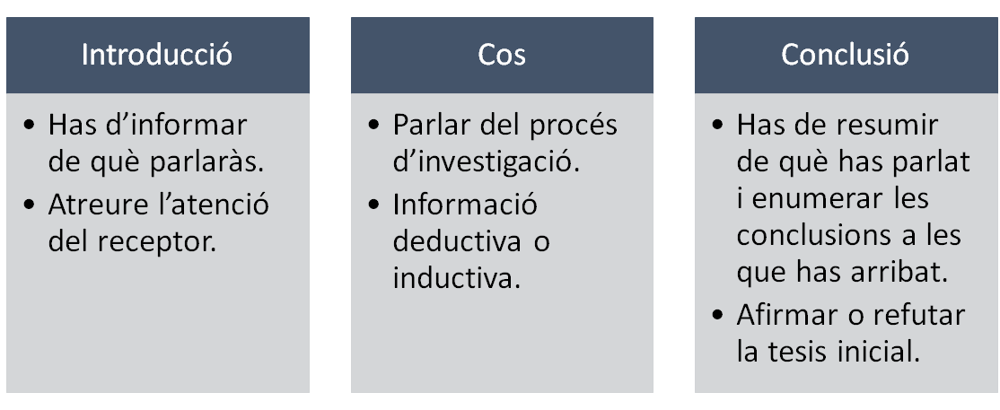 Introducció
• Has d’informar
de què parlaràs.
• Atreure l’atenció
del receptor.
Cos
• Parlar del procés
d’investigació.
• Informació
deductiva o
inductiva.
Conclusió
• Has de resumir
de què has parlat
i enumerar les
conclusions a les
que has arribat.
• Afirmar o refutar
la tesis inicial.